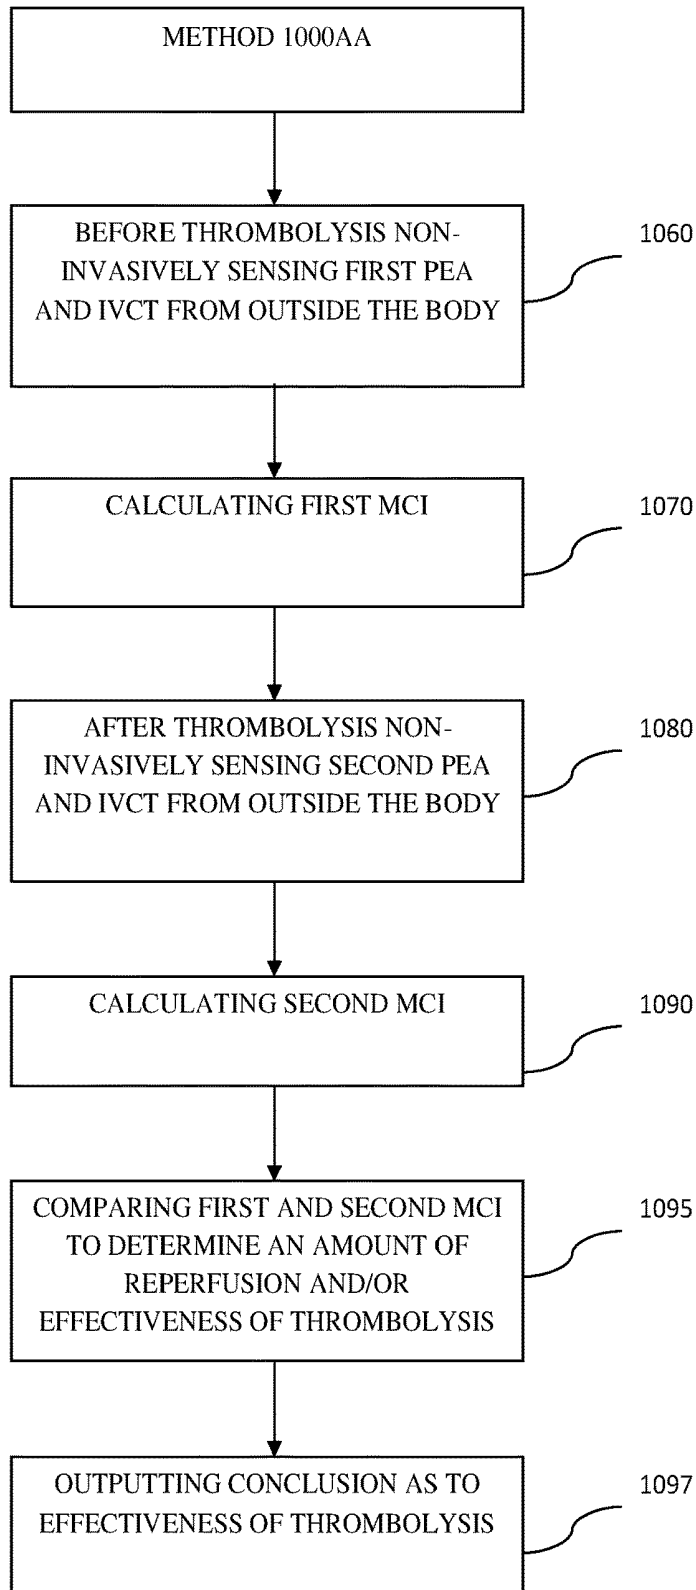 METHOD 1000AA
BEFORE THROMBOLYSIS NON-
INVASIVELY SENSING FIRST PEA
AND IVCT FROM OUTSIDE THE BODY
1060
CALCULATING FIRST MCI
1070
AFTER THROMBOLYSIS NON-
INVASIVELY SENSING SECOND PEA
AND IVCT FROM OUTSIDE THE BODY
1080
CALCULATING SECOND MCI
1090
COMPARING FIRST AND SECOND MCI
TO DETERMINE AN AMOUNT OF
REPERFUSION AND/OR
EFFECTIVENESS OF THROMBOLYSIS
1095
OUTPUTTING CONCLUSION AS TO
EFFECTIVENESS OF THROMBOLYSIS
1097